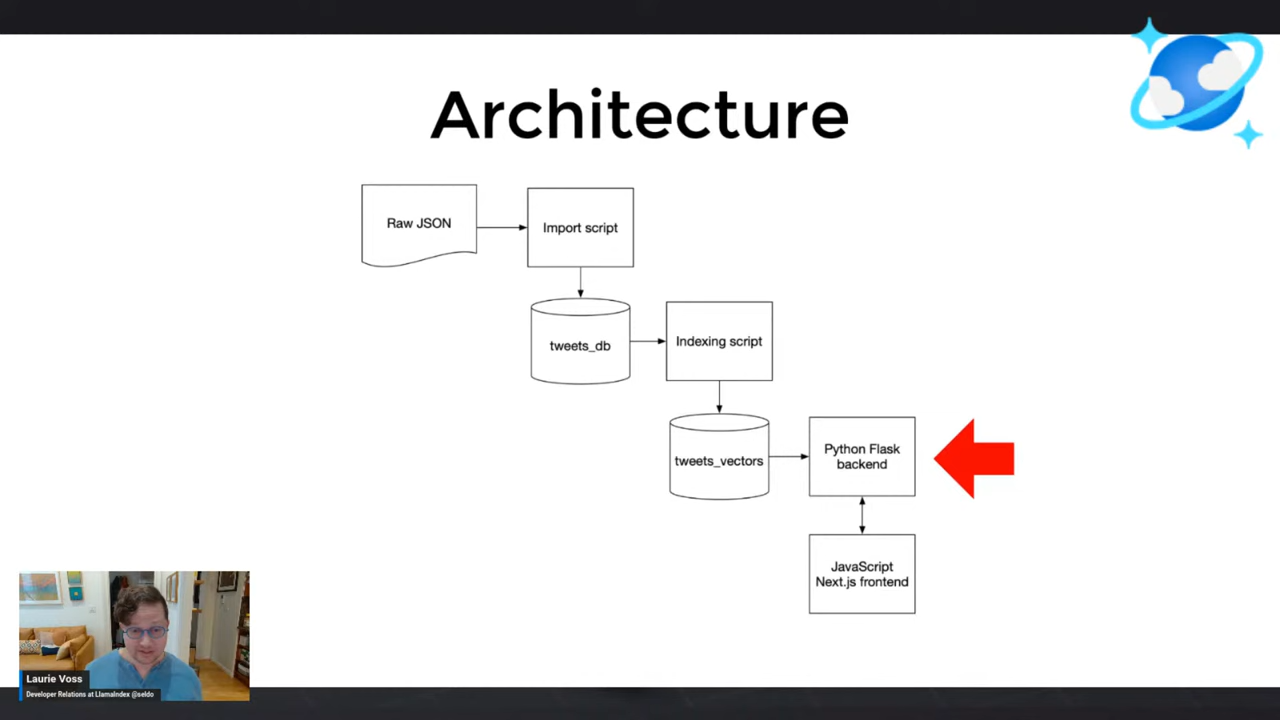 Architecture
Raw JSON
Import script
tweets_db
Indexing script
tweets_vectors
Python Flask
backend
JavaScript
Next.js frontend
Laurie Voss
Developer Relations at LlamaIndex @seldo